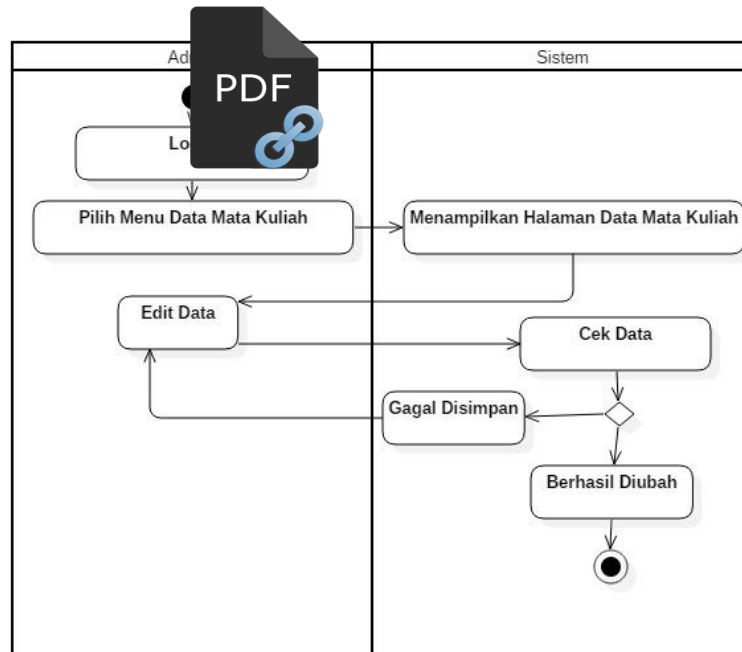 Sistem
PDF
Pilih Menu Data Mata Kuliah
Menampilkan Halaman Data Mata Kuliah
Edit Data
Cek Data
Gagal Disimpan
Berhasil Diubah